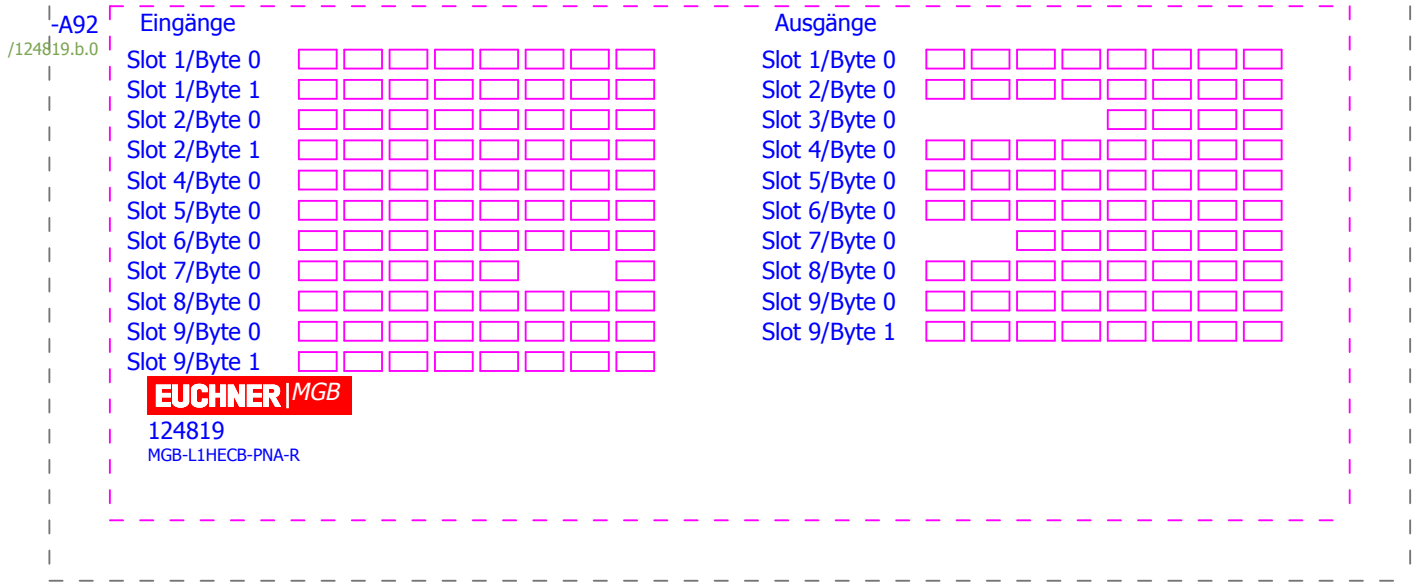 -A92
/124819.b.0
Eingänge
Slot 1/Byte 0
Slot 1/Byte 1
Slot 2/Byte 0
Slot 2/Byte 1
Slot 4/Byte 0
Slot 5/Byte 0
Slot 6/Byte 0
Slot 7/Byte 0
Slot 8/Byte 0
Slot 9/Byte 0
Slot 9/Byte 1
Ausgänge
Slot 1/Byte 0
Slot 2/Byte 0
Slot 3/Byte 0
Slot 4/Byte 0
Slot 5/Byte 0
Slot 6/Byte 0
Slot 7/Byte 0
Slot 8/Byte 0
Slot 9/Byte 0
Slot 9/Byte 1
EUCHNER|MGB
124819
MGB-L1HECB-PNA-R